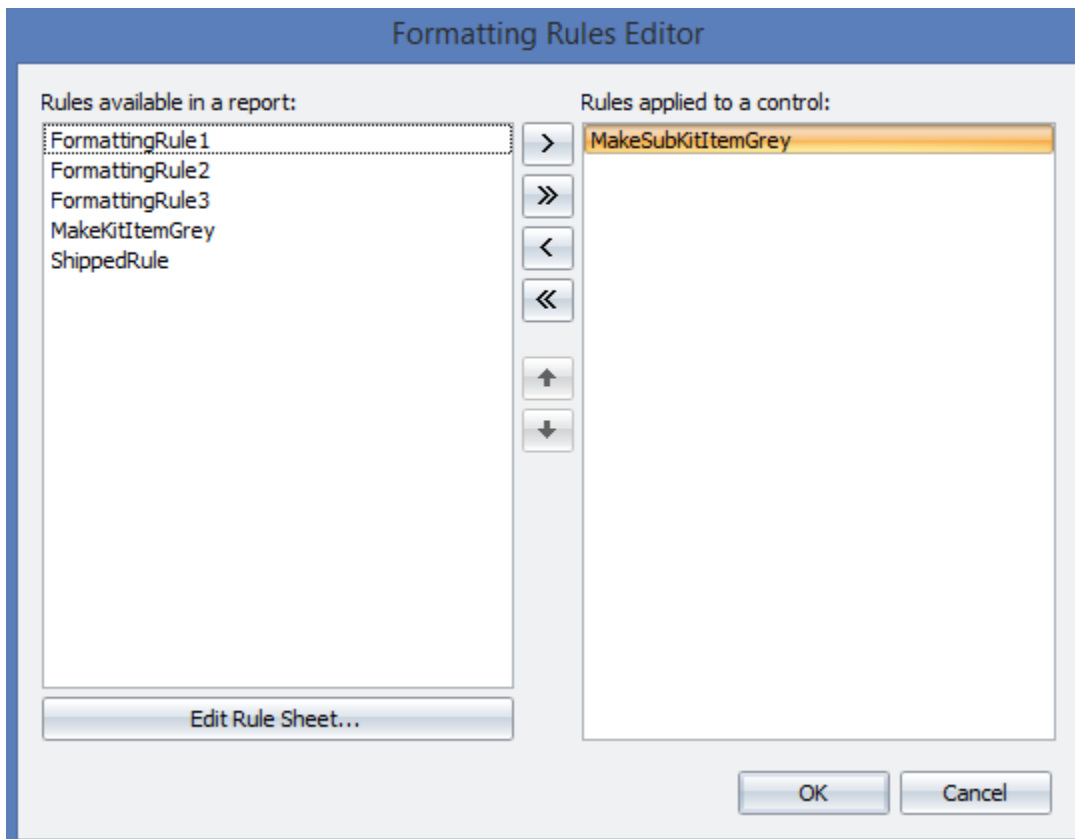 Formatting Rules Editor
Rules available in a report:
FormattingRule1
FormattingRule2
FormattingRule3
MakeKitItemGrey
ShippedRule
Edit Rule Sheet...
Rules applied to a control:
MakeSubKitItemGrey
OK
Cancel